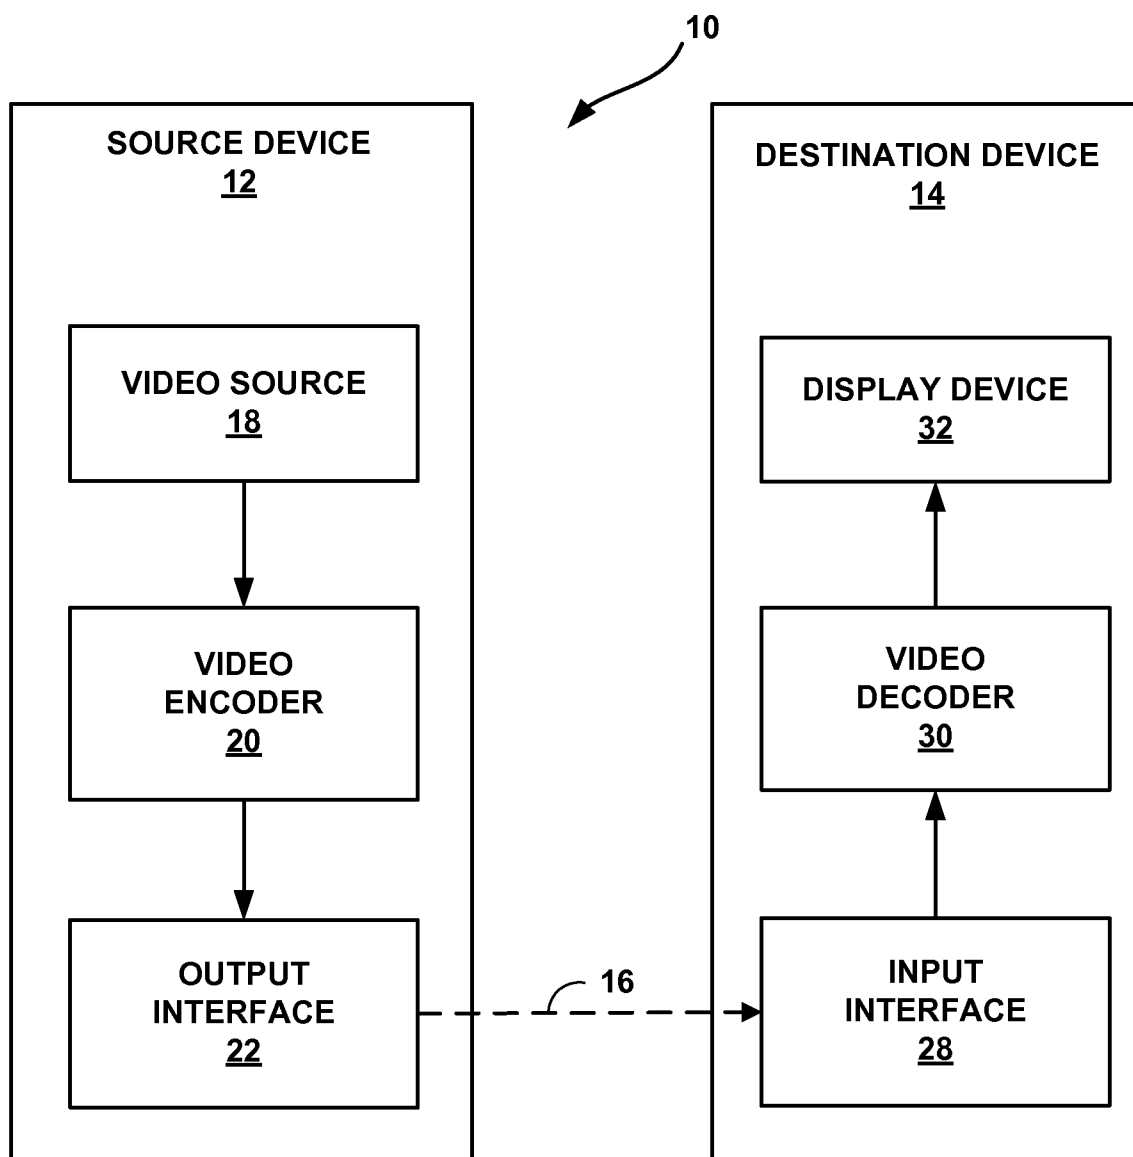 10
SOURCE DEVICE
12
VIDEO SOURCE
18
VIDEO
ENCODER
20
OUTPUT
INTERFACE
22
16
DESTINATION DEVICE
14
DISPLAY DEVICE
32
VIDEO
DECODER
30
INPUT
INTERFACE
28